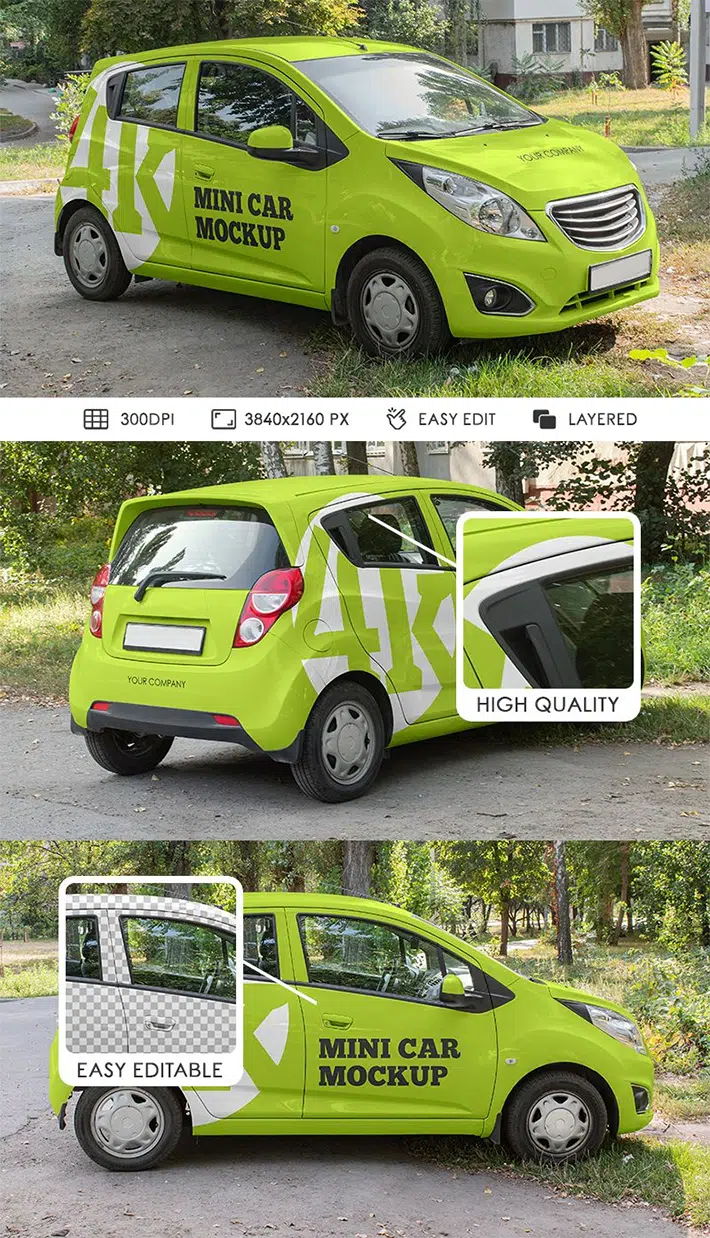 4K
MINI CAR
MOCKUP
YOUR COMPANY
300DPI
3840x2160 PX
EASY EDIT
LAYERED
4K
YOUR COMPANY
HIGH QUALITY
EASY EDITABLE
MINI CAR
MOCKUP